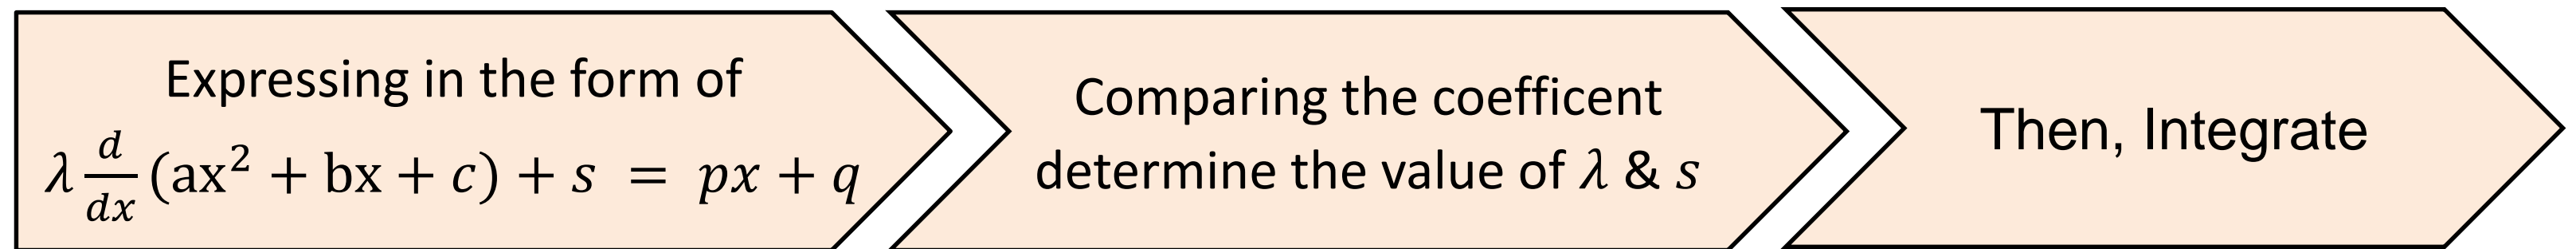 Expressing in the form of
λ d/dx (ax² + bx + c) + s = px + q
Comparing the coefficent
determine the value of λ & s
Then, Integrate